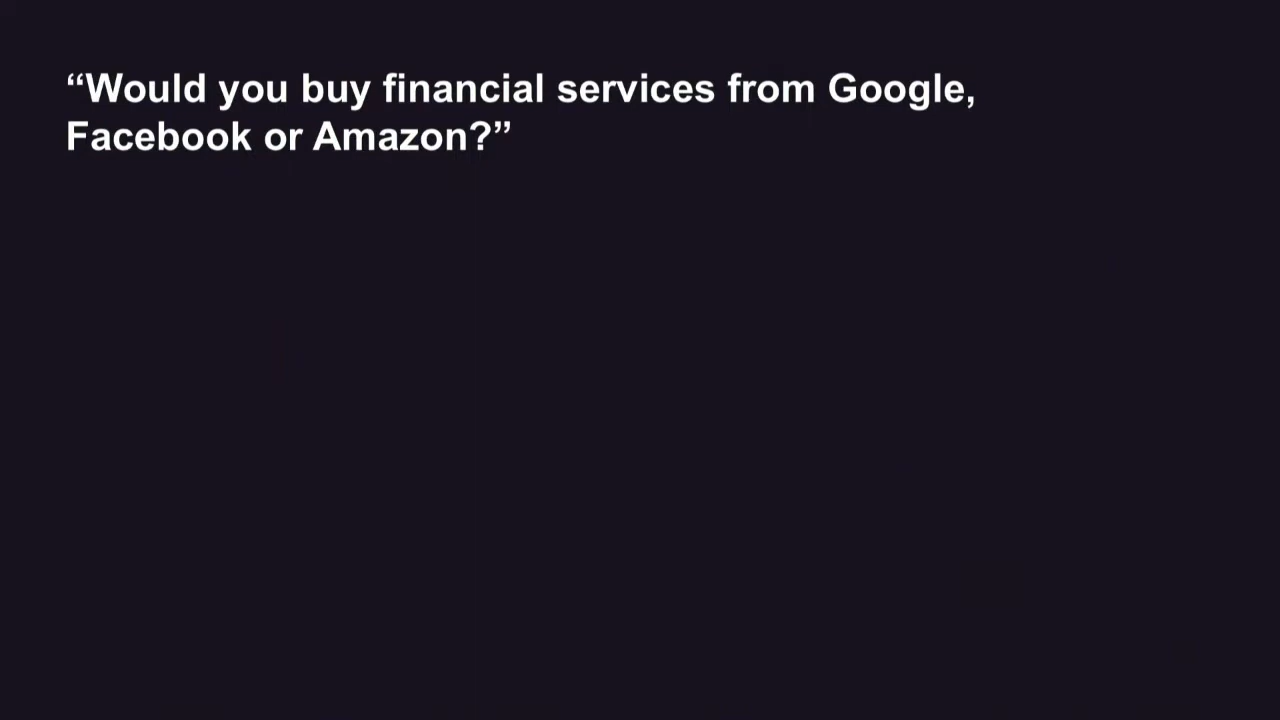 “Would you buy financial services from Google,
Facebook or Amazon?”